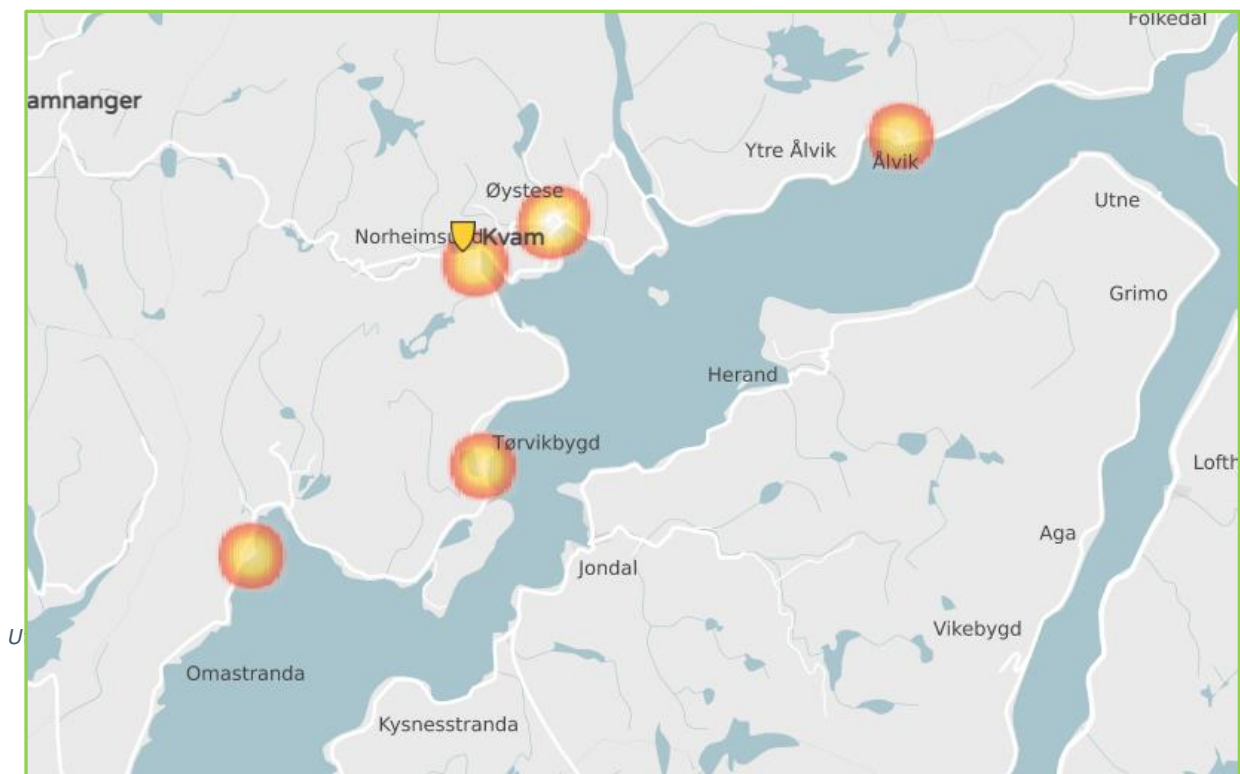 Folkedal
amnanger
Ytre Ålvik
Ålvik
Øystese
Utne
Norheimsund
Kvam
Grimo
Herand
Tørvikbygd
Lofth
Aga
Jondal
Vikebygd
U
Omastranda
Kysnesstranda